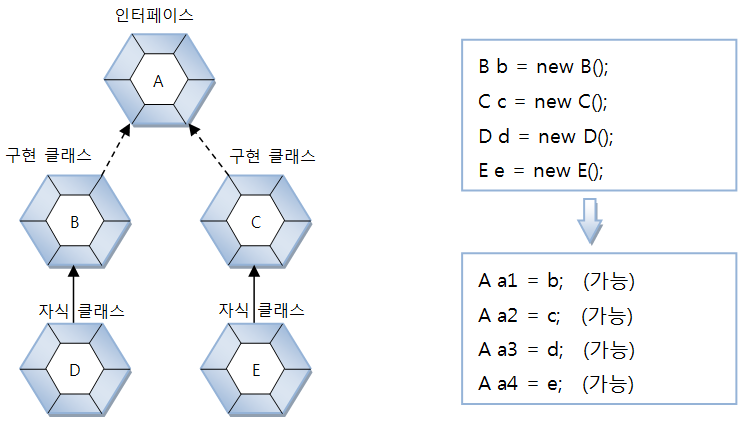 인터페이스
A
구현 클래스
구현 클래스
B
C
자식 클래스
자식 클래스
D
E
B b = new B();
C c = new C();
D d = new D();
E e = new E();
A a1 = b; (가능)
A a2 = c; (가능)
A a3 = d; (가능)
A a4 = e; (가능)